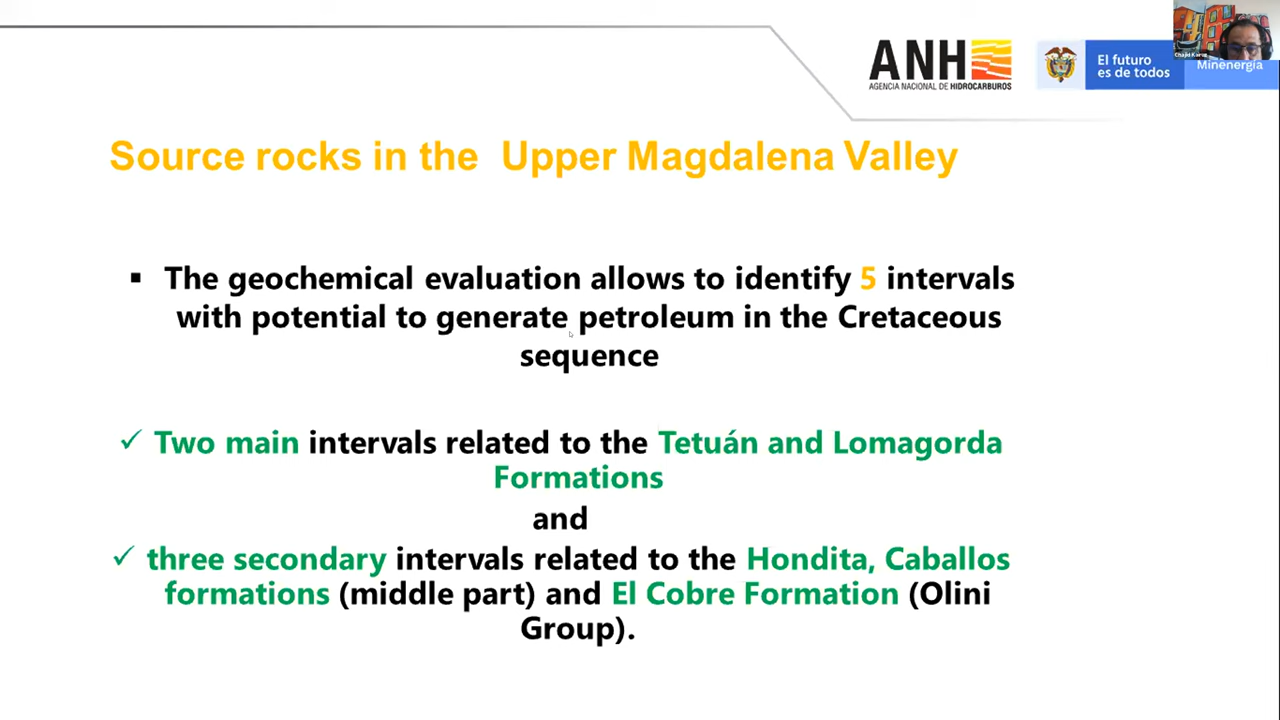 ANH
AGENCIA NACIONAL DE HIDROCARBUROS
El futuro
es de todos
Minenergía
Source rocks in the Upper Magdalena Valley
▪ The geochemical evaluation allows to identify 5 intervals
with potential to generate petroleum in the Cretaceous
sequence
✓ Two main intervals related to the Tetuán and Lomagorda
Formations
and
✓ three secondary intervals related to the Hondita, Caballos
formations (middle part) and El Cobre Formation (Olini
Group).